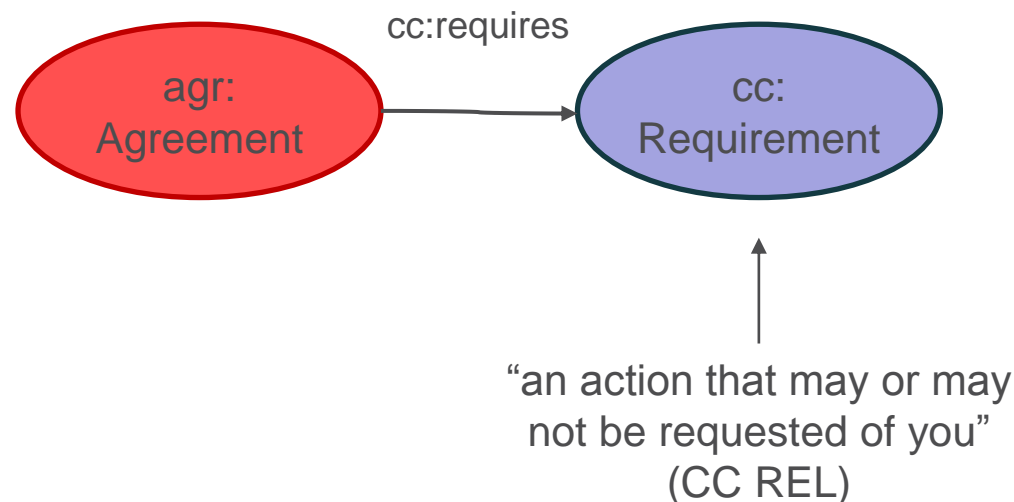 cc:requires
agr:
Agreement
cc:
Requirement
“an action that may or may
not be requested of you”
(CC REL)